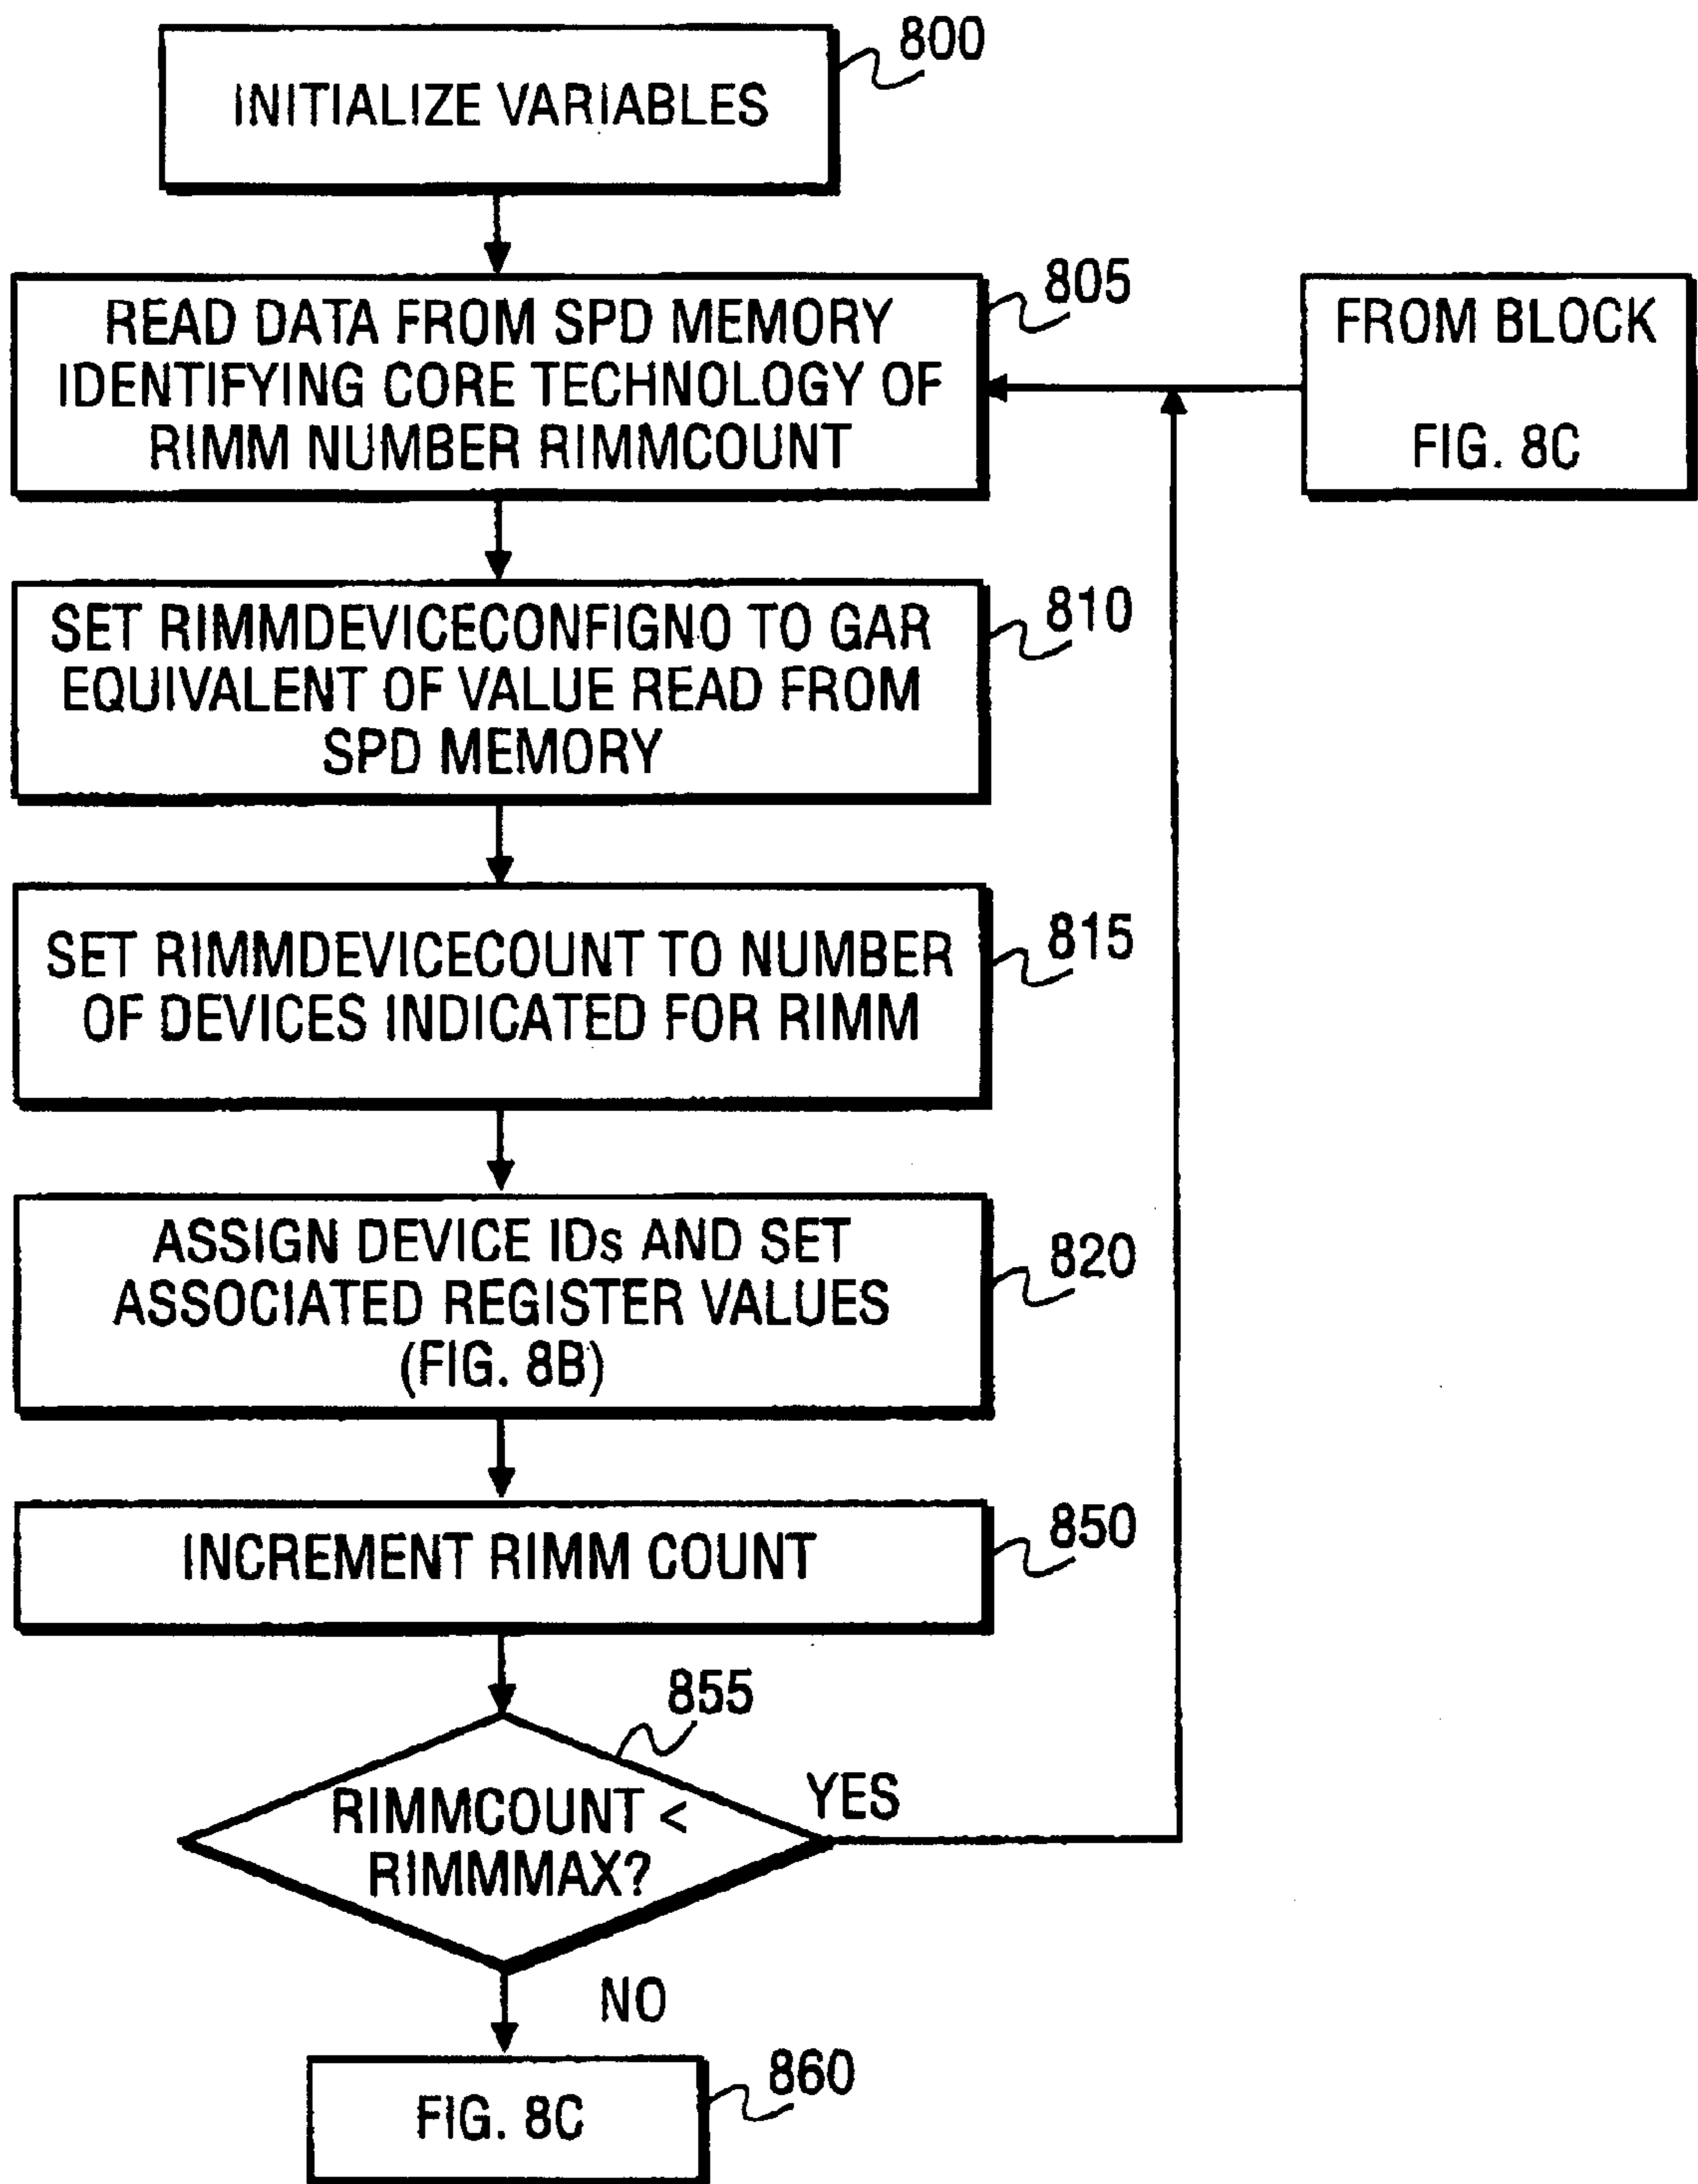 800
INITIALIZE VARIABLES
805
READ DATA FROM SPD MEMORY
IDENTIFYING CORE TECHNOLOGY OF
RIMM NUMBER RIMMCOUNT
FROM BLOCK
FIG. 8C
810
SET RIMMDEVICECONFIGNO TO GAR
EQUIVALENT OF VALUE READ FROM
SPD MEMORY
815
SET RIMMDEVICECOUNT TO NUMBER
OF DEVICES INDICATED FOR RIMM
820
ASSIGN DEVICE IDs AND SET
ASSOCIATED REGISTER VALUES
(FIG. 8B)
850
INCREMENT RIMM COUNT
855
RIMMCOUNT <
RIMMMAX?
YES
NO
860
FIG. 8C